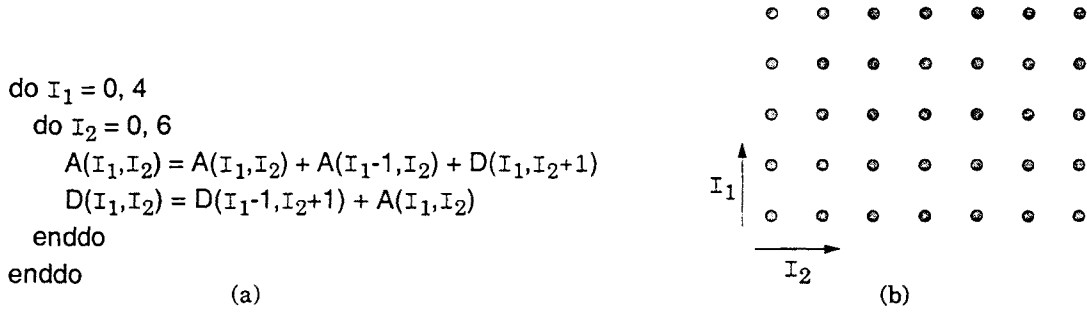 do I1 = 0, 4
do I2 = 0, 6
A(I1,I2) = A(I1,I2) + A(I1-1,I2) + D(I1,I2+1)
D(I1,I2) = D(I1-1,I2+1) + A(I1,I2)
enddo
enddo
(a)
I1
I2
(b)